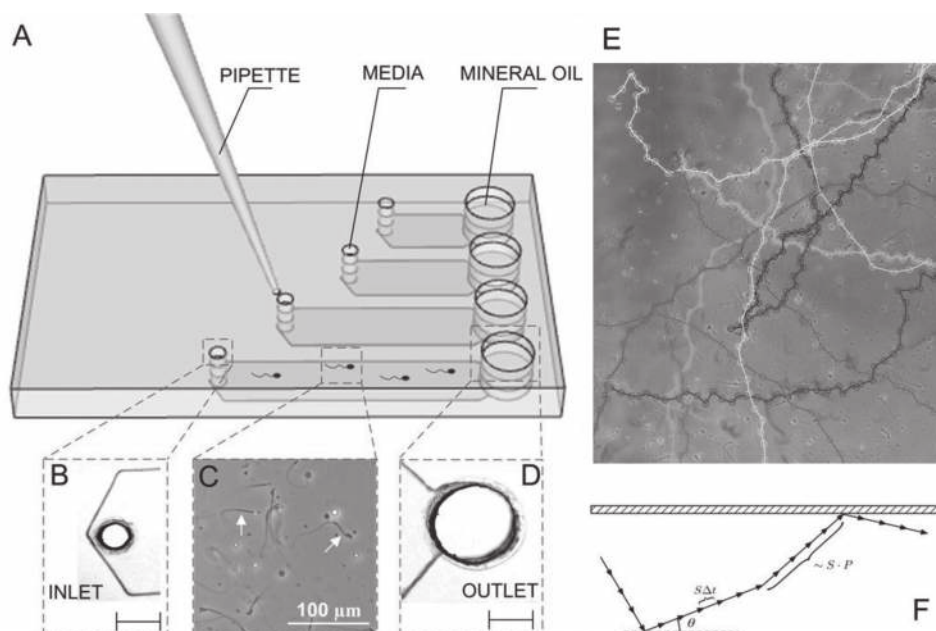 A
PIPETTE
MEDIA
MINERAL OIL
E
B
INLET
C
100 μm
D
OUTLET
~ S · P
SΔt
θ
F